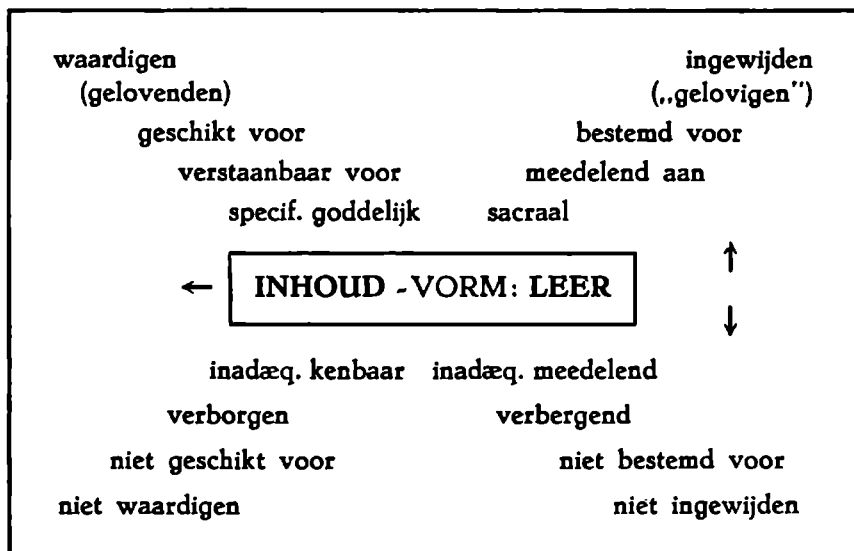 waardigen ingewijden
(gelovenden) („gelovigen")
geschikt voor bestemd voor
verstaanbaar voor meedelend aan
specif. goddelijk sacraal
← INHOUD - VORM: LEER ↑
↓
inadæq. kenbaar inadæq. meedelend
verborgen verbergend
niet geschikt voor niet bestemd voor
niet waardigen niet ingewijden